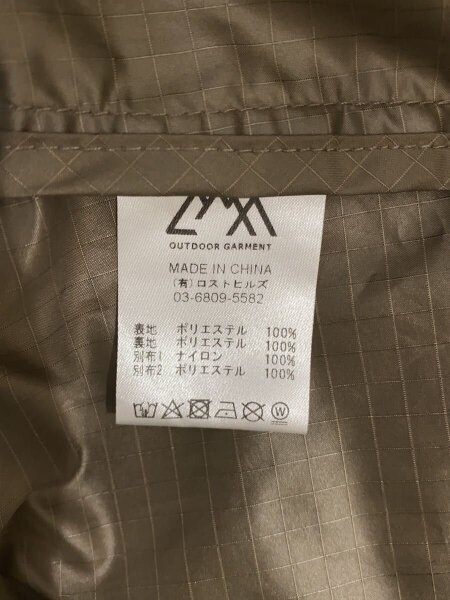 OUTDOOR GARMENT
MADE IN CHINA
(有)ロストヒルズ
03-6809-5582
表地 ポリエステル 100%
裏地 ポリエステル 100%
別布1 ナイロン 100%
別布2 ポリエステル 100%
W